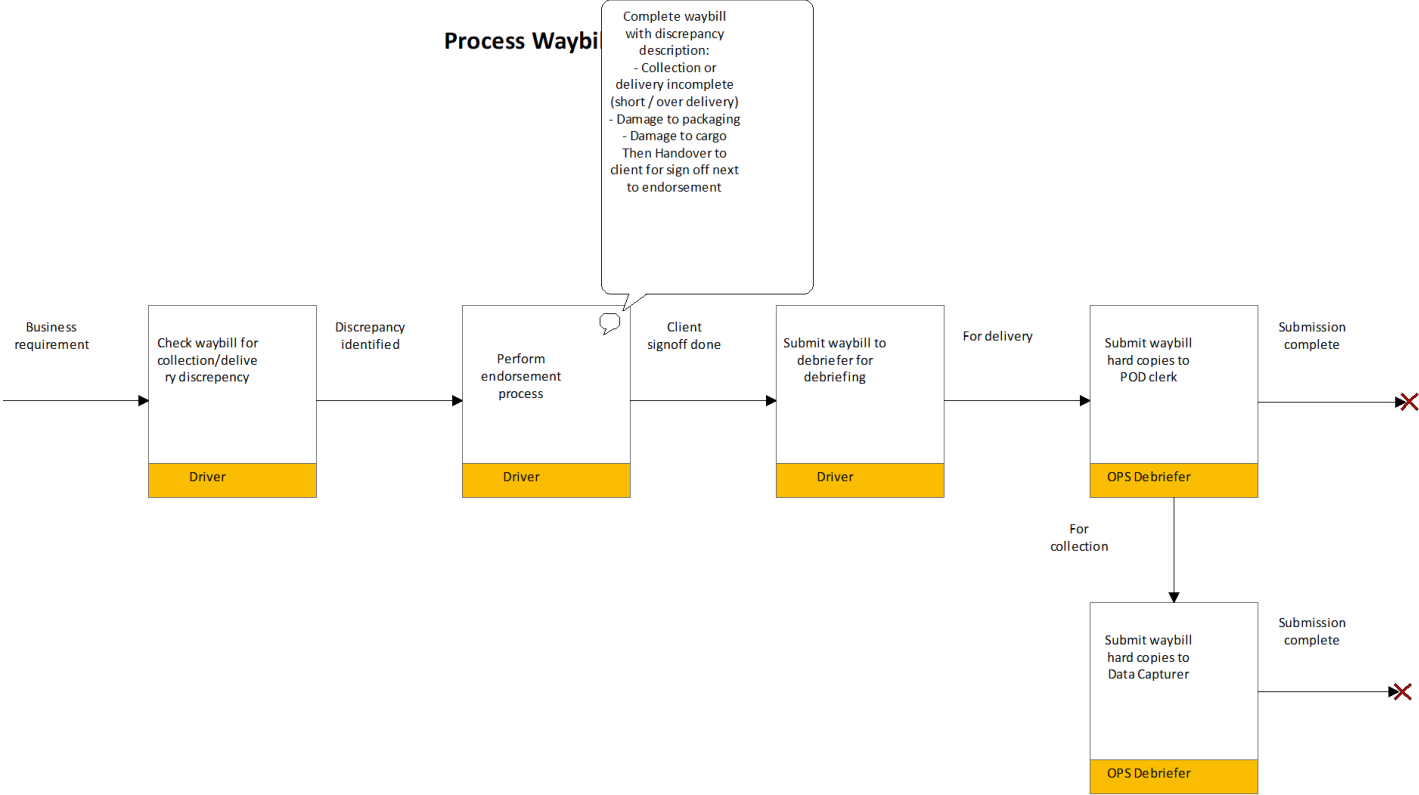 Process Waybil
Complete waybill
with discrepancy
description:
- Collection or
delivery incomplete
(short / over delivery)
- Damage to packaging
- Damage to cargo
Then Handover to
client for sign off next
to endorsement
Business
requirement
Check waybill for
collection/delive
ry discrepency
Driver
Discrepancy
identified
Perform
endorsement
process
Driver
Client
signoff done
Submit waybill to
debriefer for
debriefing
Driver
For delivery
Submit waybill
hard copies to
POD clerk
OPS Debriefer
Submission
complete
For
collection
Submit waybill
hard copies to
Data Capturer
OPS Debriefer
Submission
complete